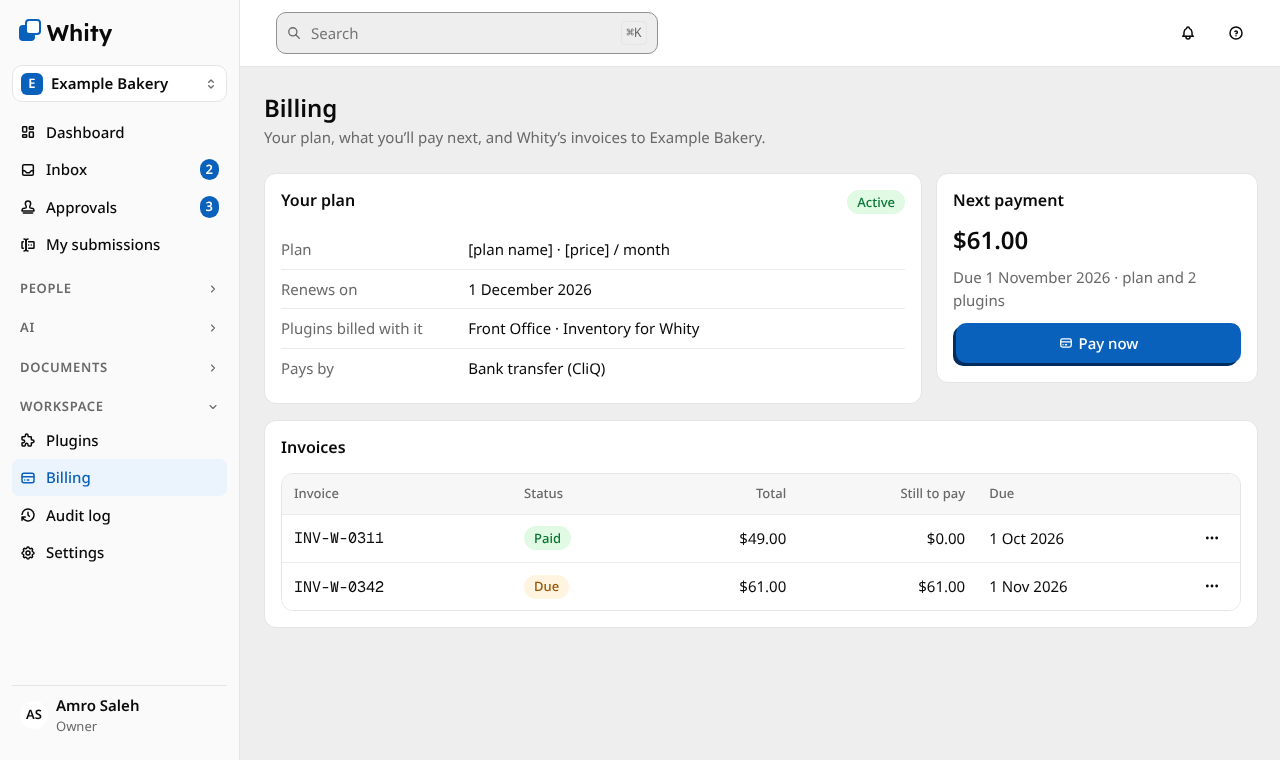 Whity
Search
⌘K
E
Example Bakery
Dashboard
Inbox
2
Approvals
3
My submissions
PEOPLE
AI
DOCUMENTS
WORKSPACE
Plugins
Billing
Audit log
Settings
AS
Amro Saleh
Owner
Billing
Your plan, what you’ll pay next, and Whity’s invoices to Example Bakery.
Your plan
Active
Plan
[plan name] · [price] / month
Renews on
1 December 2026
Plugins billed with it
Front Office · Inventory for Whity
Pays by
Bank transfer (CliQ)
Next payment
$61.00
Due 1 November 2026 · plan and 2
plugins
Pay now
Invoices
Invoice Status Total Still to pay Due
INV-W-0311 Paid $49.00 $0.00 1 Oct 2026
INV-W-0342 Due $61.00 $61.00 1 Nov 2026